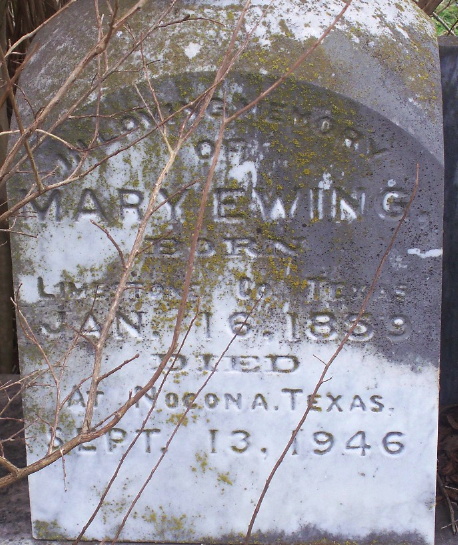 IN LOVING MEMORY
OF
MARY EWING.
BORN
LIMESTONE CO. TEXAS
JAN. 16, 1859
DIED
AT NOCONA, TEXAS.
SEPT. 13, 1946